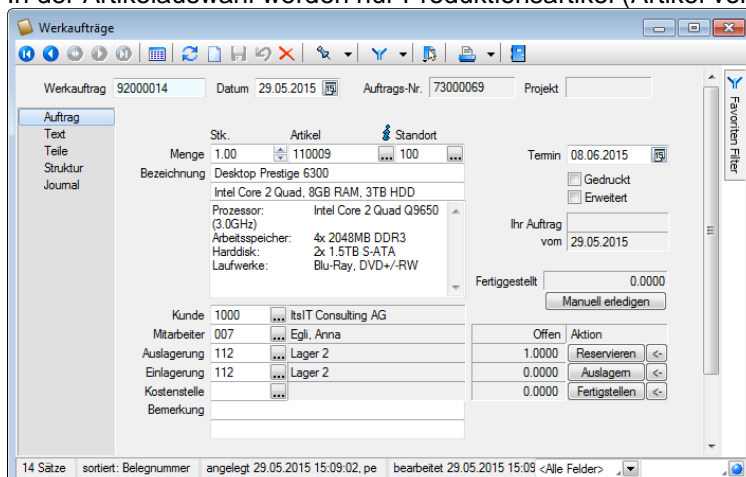 In der Artikelauswahl werden nur Produktionsartikel (Artikel
Werkaufträge
Werkauftrag 92000014 Datum 29.05.2015 Auftrags-Nr. 73000069 Projekt
Auftrag
Text
Teile
Struktur
Journal
Stk. Artikel Standort
Menge 1.00 110009 ... 100 ... Termin 08.06.2015
Bezeichnung Desktop Prestige 6300
Gedruckt
Intel Core 2 Quad, 8GB RAM, 3TB HDD
Erweitert
Prozessor: Intel Core 2 Quad Q9650
(3.0GHz)
Arbeitsspeicher: 4x 2048MB DDR3
Harddisk: 2x 1.5TB S-ATA
Laufwerke: Blu-Ray, DVD+/-RW
Ihr Auftrag
vom 29.05.2015
Fertiggestellt 0.0000
Manuell erledigen
Kunde 1000 ... ItsIT Consulting AG
Mitarbeiter 007 ... Egli, Anna Offen Aktion
Auslagerung 112 ... Lager 2 1.0000 Reservieren <-
Einlagerung 112 ... Lager 2 0.0000 Auslagern <-
Kostenstelle ... 0.0000 Fertigstellen <-
Bemerkung
Favoriten Filter
14 Sätze sortiert: Belegnummer angelegt 29.05.2015 15:09:02, pe bearbeitet 29.05.2015 15:09 <Alle Felder>